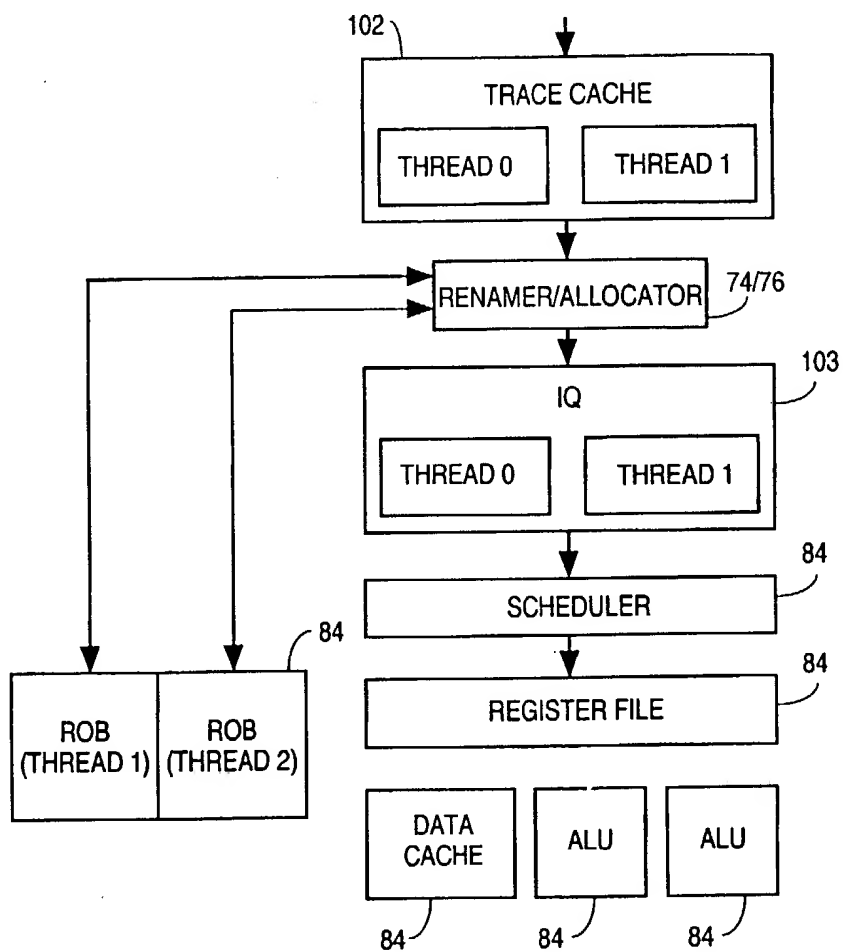 102
TRACE CACHE
THREAD 0
THREAD 1
RENAMER/ALLOCATOR
74/76
IQ
103
THREAD 0
THREAD 1
SCHEDULER
84
REGISTER FILE
84
84
ROB
(THREAD 1)
ROB
(THREAD 2)
DATA
CACHE
ALU
ALU
84
84
84